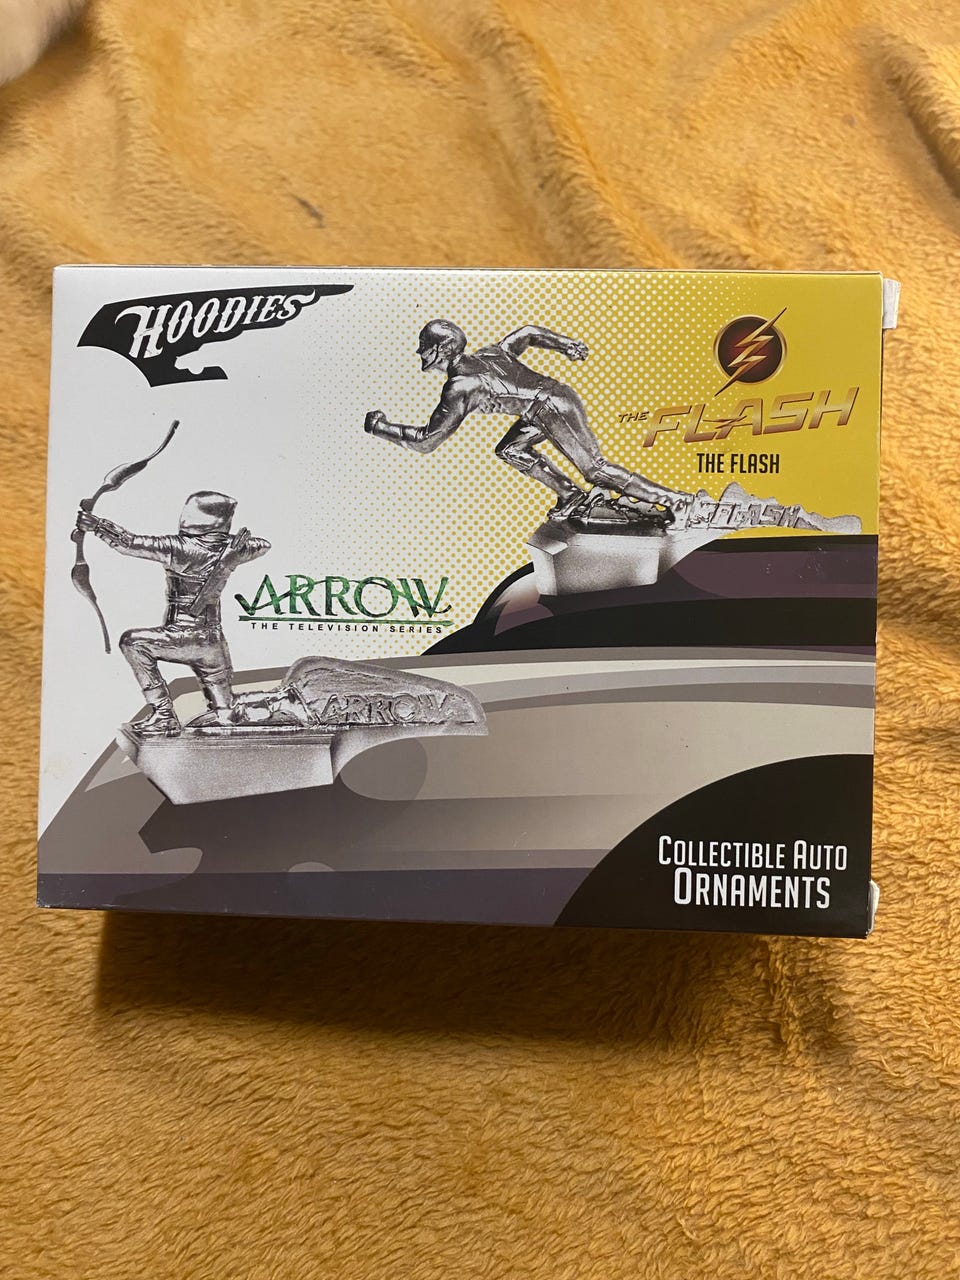 HOODIES
THE FLASH
THE FLASH
FLASH
ARROW
THE TELEVISION SERIES
ARROW
COLLECTIBLE AUTO
ORNAMENTS